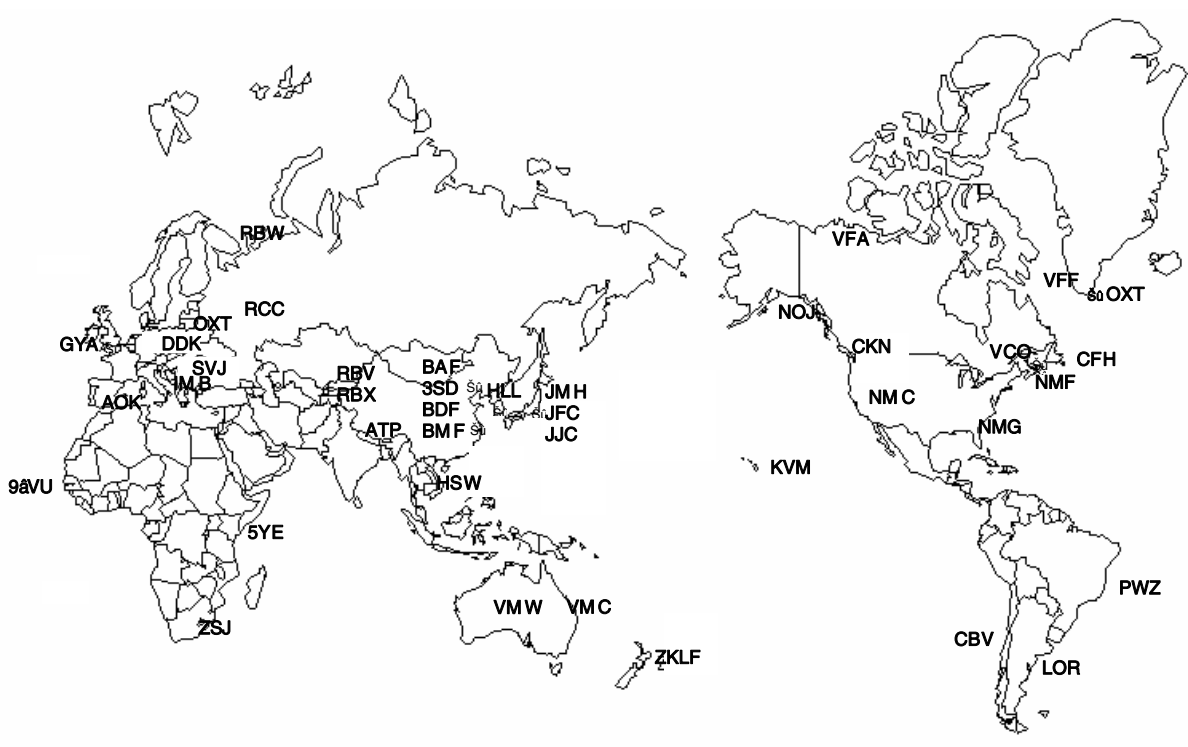 RBW
VFA
VFF
OXT
RCC
NOJ
OXT
GYA
DDK
CKN
VCO
CFH
SVJ
RBV
BAF
IMB
3SD
HLL
JMH
NMF
AOK
RBX
NMC
BDF
JFC
ATP
BMF
JJC
NMG
KVM
9âVU
HSW
5YE
PWZ
VMW
VMC
ZSJ
CBV
ZKLF
LOR